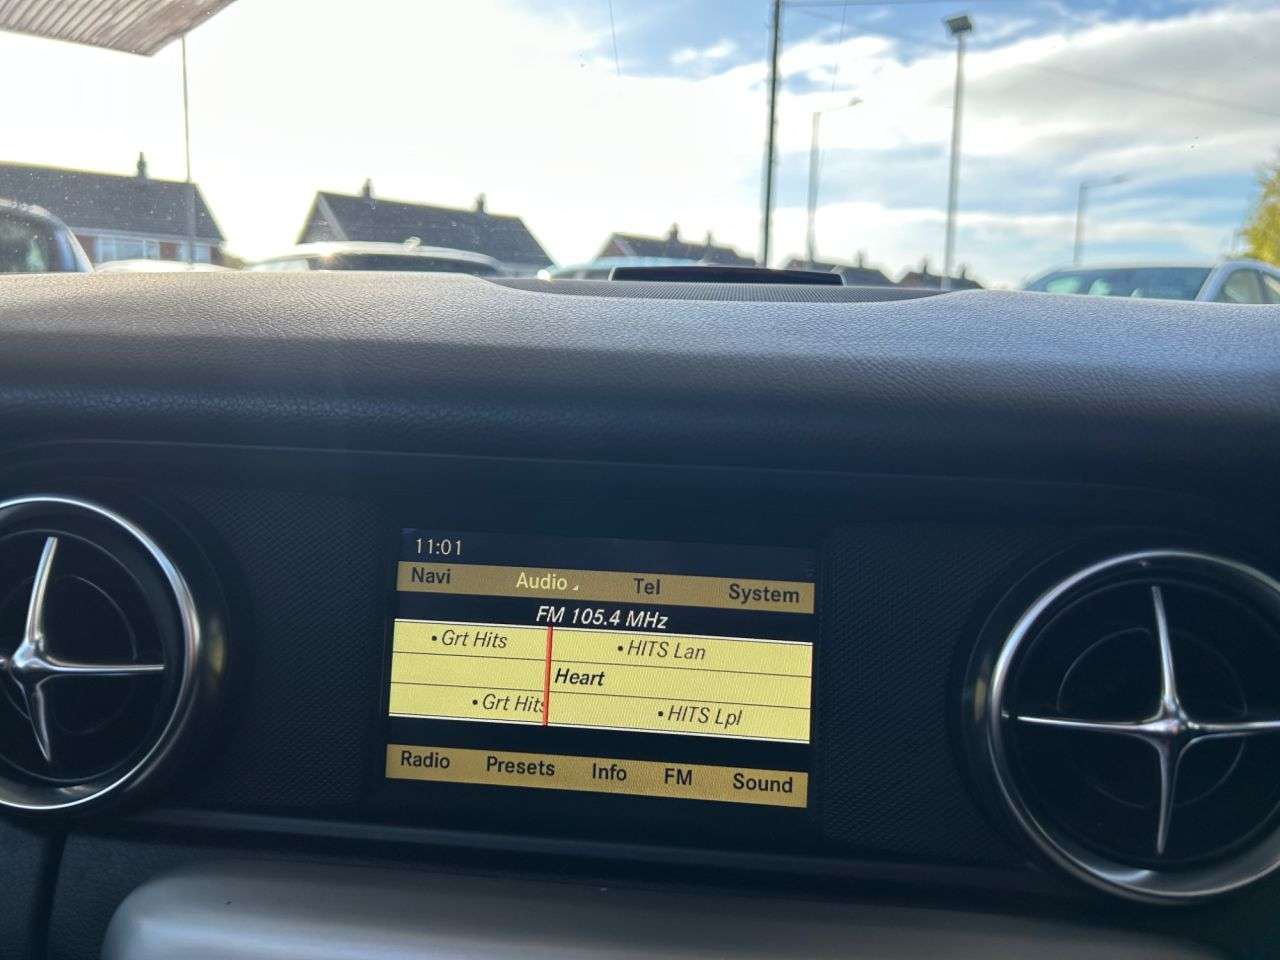 11:01
Navi Audio Tel System
FM 105.4 MHz
• Grt Hits • HITS Lan
Heart
• Grt Hits • HITS Lpl
Radio Presets Info FM Sound